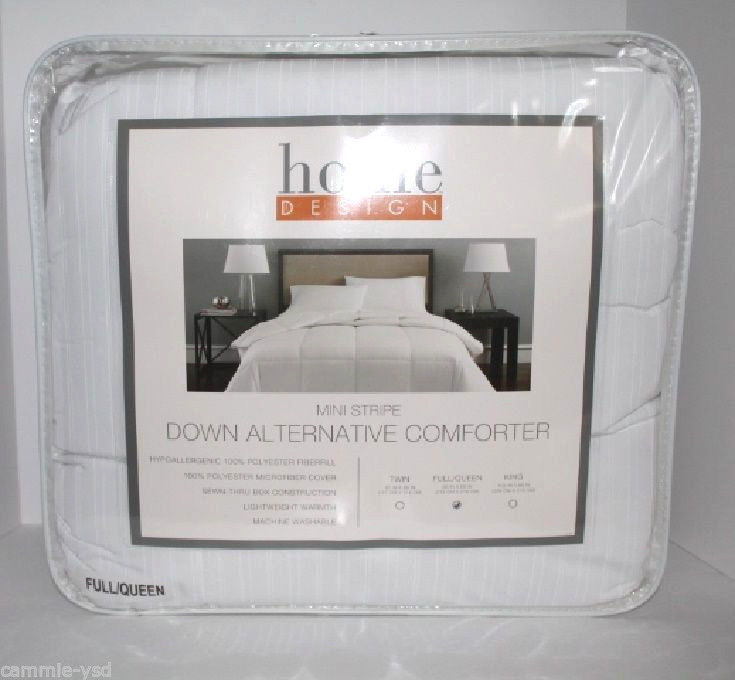 home
DESIGN
MINI STRIPE
DOWN ALTERNATIVE COMFORTER
HYPOALLERGENIC 100% POLYESTER FIBERFILL
100% POLYESTER MICROFIBER COVER
SEWN THRU BOX CONSTRUCTION
LIGHTWEIGHT WARMTH
MACHINE WASHABLE
TWIN FULL/QUEEN KING
FULL/QUEEN
cammie-ysd